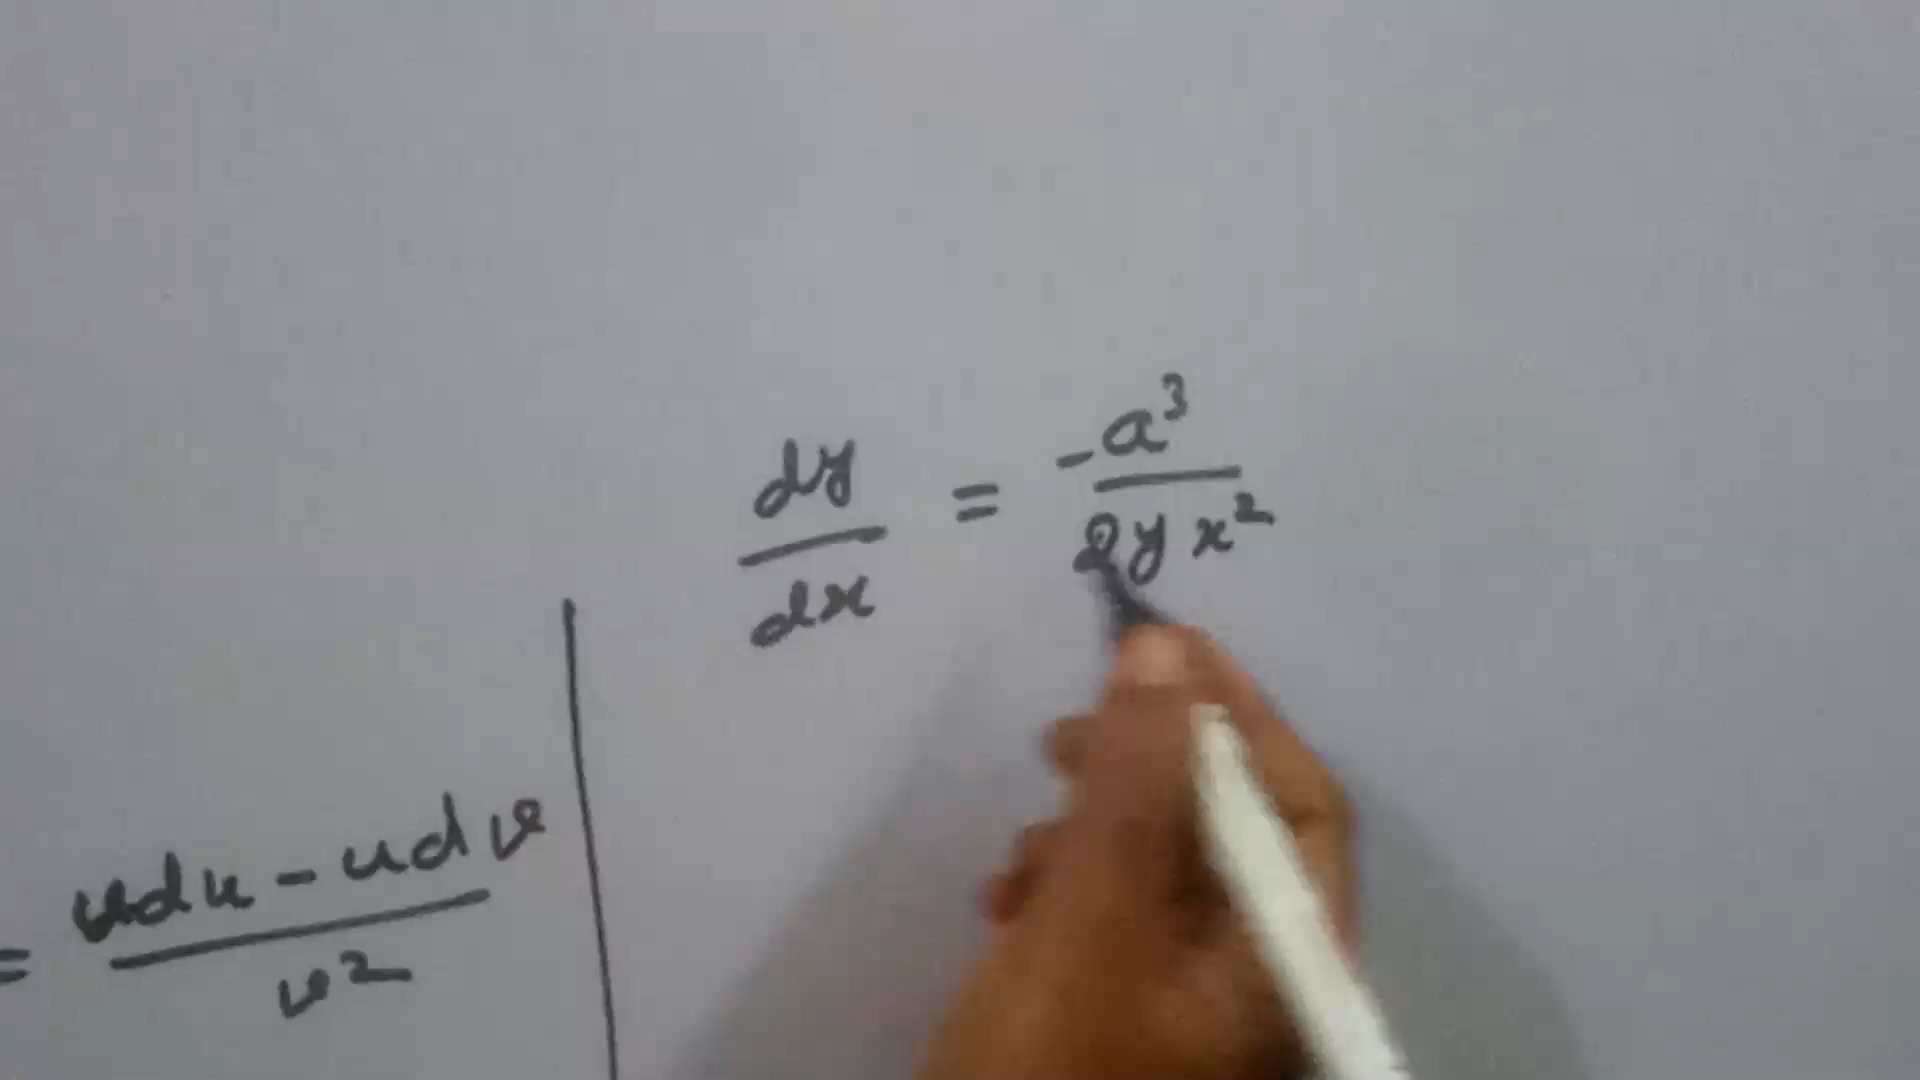 dy/dx = -a³/2yx²
= vdu - udv/v²